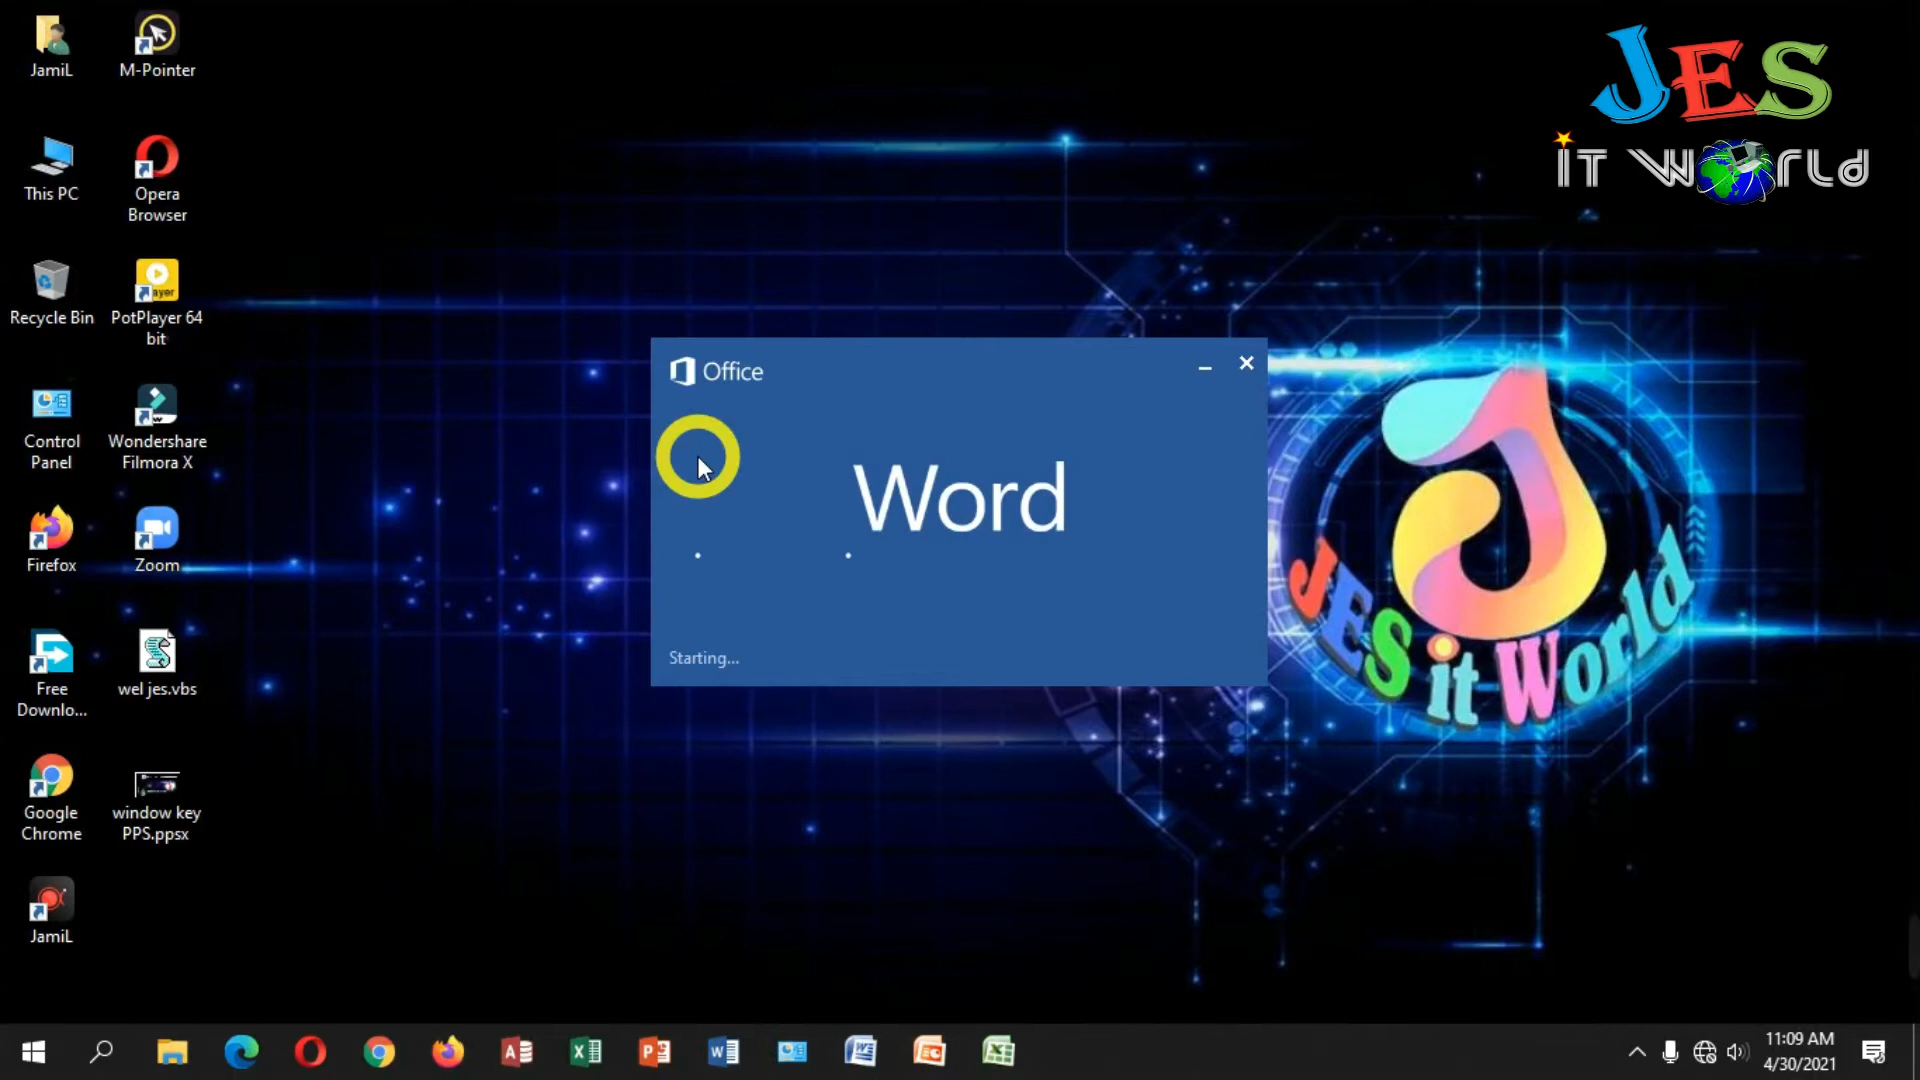 JamiL
M-Pointer
This PC
Opera
Browser
Recycle Bin
PotPlayer 64
bit
Control
Panel
Wondershare
Filmora X
Firefox
Zoom
Free
Downlo...
wel jes.vbs
Google
Chrome
window key
PPS.ppsx
JamiL
Office
Word
Starting...
JES
iT World
JES it World
11:09 AM
4/30/2021